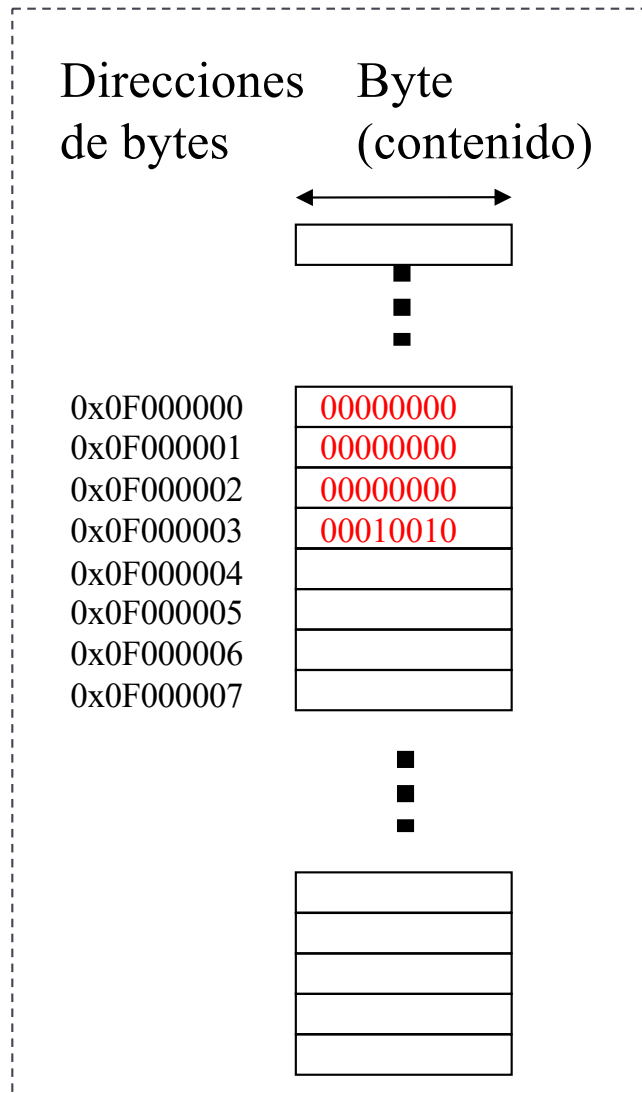 Direcciones Byte
de bytes (contenido)
0x0F000000 00000000
0x0F000001 00000000
0x0F000002 00000000
0x0F000003 00010010
0x0F000004
0x0F000005
0x0F000006
0x0F000007